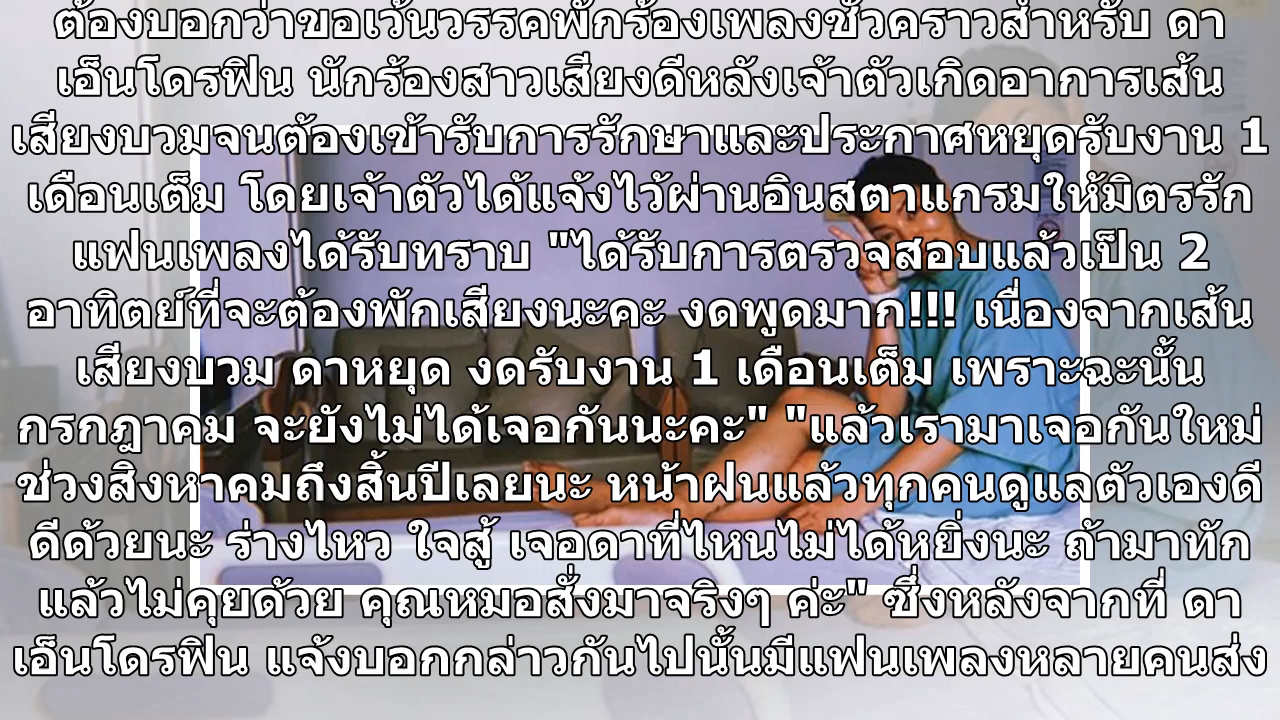 ต้องบอกว่าขอเว้นวรรคพักร้องเพลงชั่วคราวสำหรับ ดา
เอ็นโดรฟิน นักร้องสาวเสียงดีหลังเจ้าตัวเกิดอาการเส้น
เสียงบวมจนต้องเข้ารับการรักษาและประกาศหยุดรับงาน 1
เดือนเต็ม โดยเจ้าตัวได้แจ้งไว้ผ่านอินสตาแกรมให้มิตรรัก
แฟนเพลงได้รับทราบ "ได้รับการตรวจสอบแล้วเป็น 2
อาทิตย์ที่จะต้องพักเสียงนะคะ งดพูดมาก!!! เนื่องจากเส้น
เสียงบวม ดาหยุด งดรับงาน 1 เดือนเต็ม เพราะฉะนั้น
กรกฎาคม จะยังไม่ได้เจอกันนะคะ" "แล้วเรามาเจอกันใหม่
ช่วงสิงหาคมถึงสิ้นปีเลยนะ หน้าฝนแล้วทุกคนดูแลตัวเองดี
ดีด้วยนะ ร่างไหว ใจสู้ เจอดาที่ไหนไม่ได้หยิ่งนะ ถ้ามาทัก
แล้วไม่คุยด้วย คุณหมอสั่งมาจริงๆ ค่ะ" ซึ่งหลังจากที่ ดา
เอ็นโดรฟิน แจ้งบอกกล่าวกันไปนั้นมีแฟนเพลงหลายคนส่ง